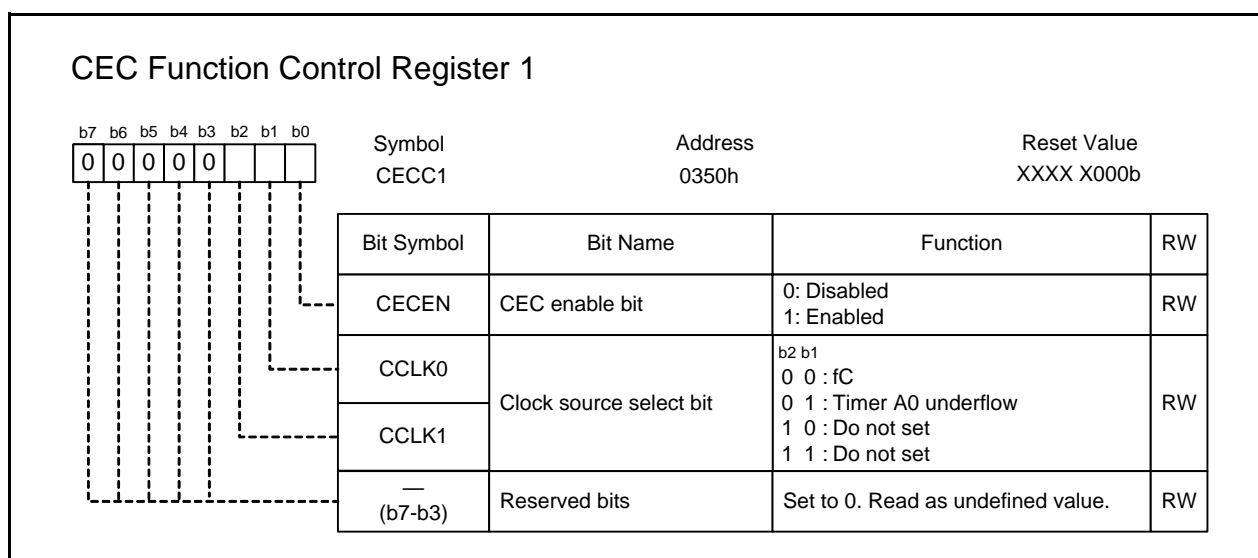 CEC Function Control Register 1
b7 b6 b5 b4 b3 b2 b1 b0
0 0 0 0 0
Symbol Address Reset Value
CECC1 0350h XXXX X000b
Bit Symbol Bit Name Function RW
CECEN CEC enable bit 0: Disabled
1: Enabled RW
CCLK0
CCLK1
Clock source select bit
b2 b1
0 0 : fC
0 1 : Timer A0 underflow
1 0 : Do not set
1 1 : Do not set
RW
—
(b7-b3)
Reserved bits Set to 0. Read as undefined value. RW